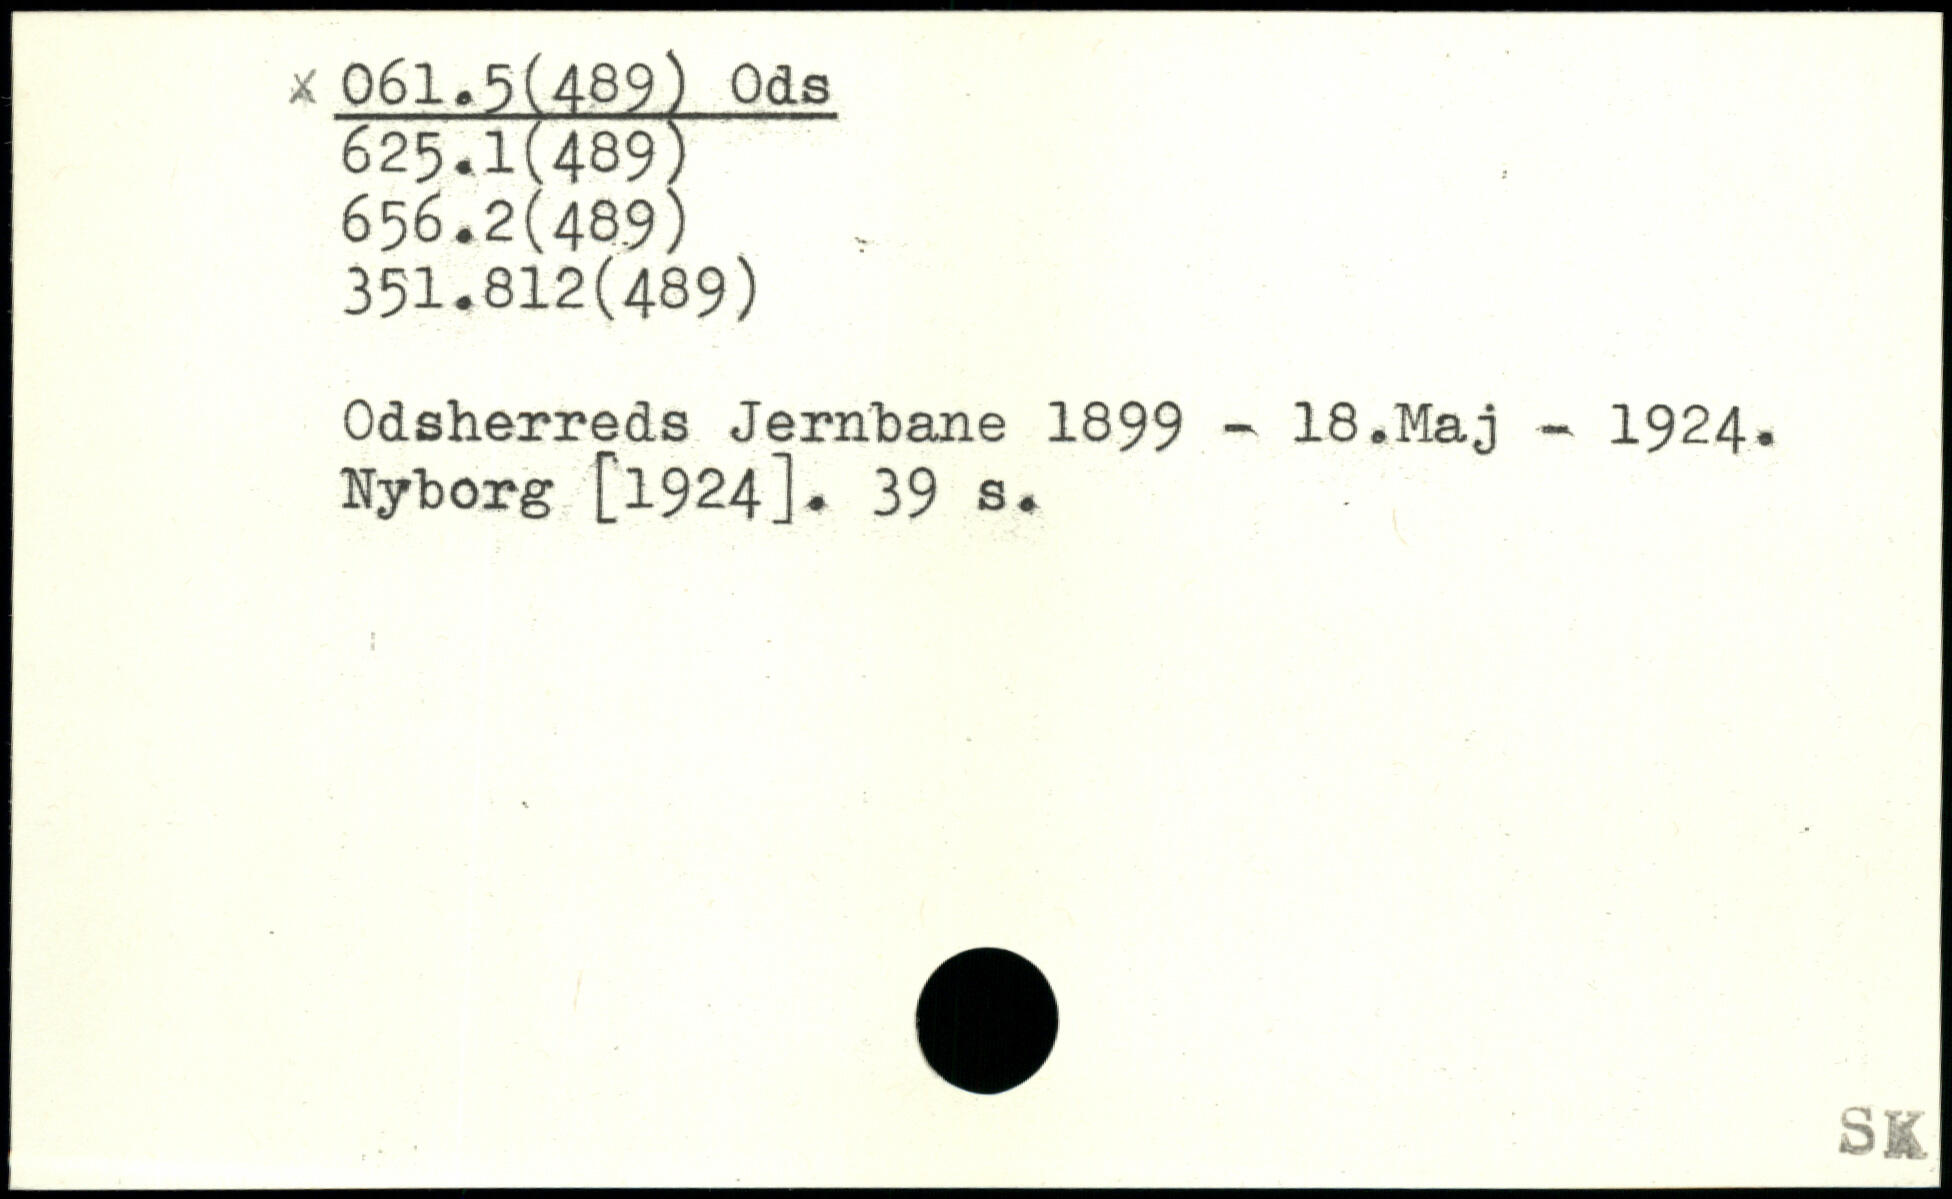 x 061.5(489) Ods
625.1(489)
656.2(489)
351.812(489)
Odsherreds Jernbane 1899 - 18.Maj - 1924.
Nyborg [1924]. 39 s.
SK